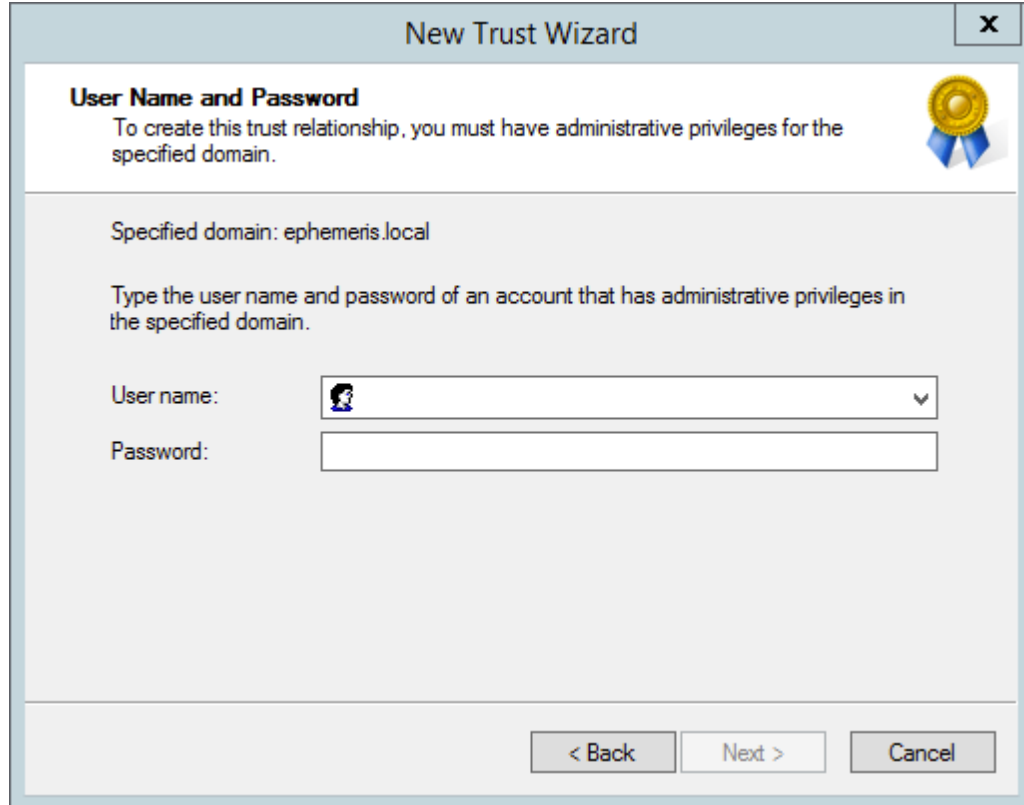 New Trust Wizard
x
User Name and Password
To create this trust relationship, you must have administrative privileges for the
specified domain.
Specified domain: ephemeris.local
Type the user name and password of an account that has administrative privileges in
the specified domain.
User name:
Password:
< Back
Next >
Cancel